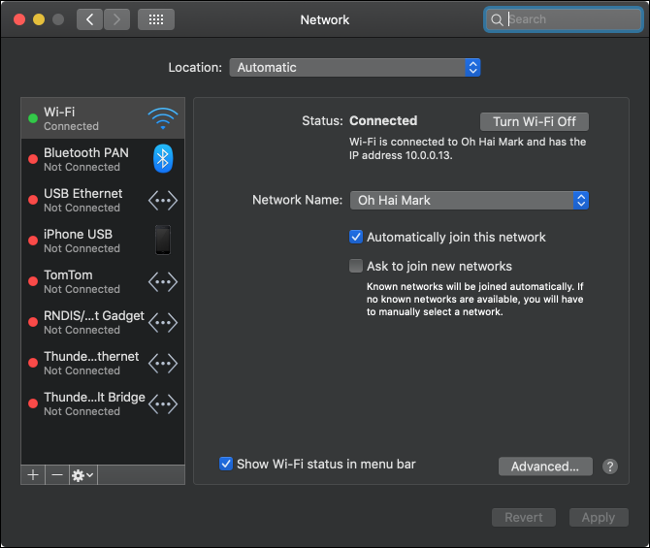 Network
Search
Location: Automatic
Wi-Fi
Connected
Bluetooth PAN
Not Connected
USB Ethernet
Not Connected
iPhone USB
Not Connected
TomTom
Not Connected
RNDIS/...t Gadget
Not Connected
Thunde...thernet
Not Connected
Thunde...lt Bridge
Not Connected
Status: Connected
Turn Wi-Fi Off
Wi-Fi is connected to Oh Hai Mark and has the
IP address 10.0.0.13.
Network Name: Oh Hai Mark
Automatically join this network
Ask to join new networks
Known networks will be joined automatically. If
no known networks are available, you will have
to manually select a network.
Show Wi-Fi status in menu bar
Advanced...
?
Revert
Apply